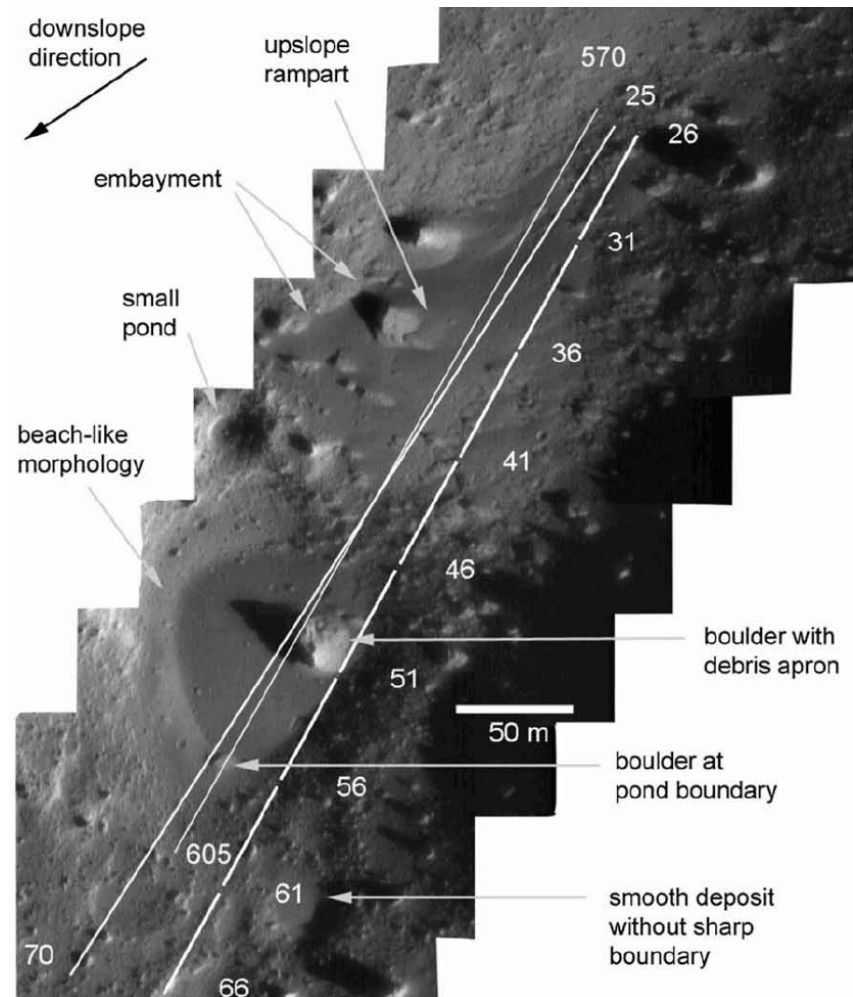 downslope
direction
upslope
rampart
570
25
26
embayment
31
small
pond
36
beach-like
morphology
41
46
boulder with
debris apron
51
50 m
boulder at
pond boundary
56
605
61
smooth deposit
without sharp
boundary
70
66